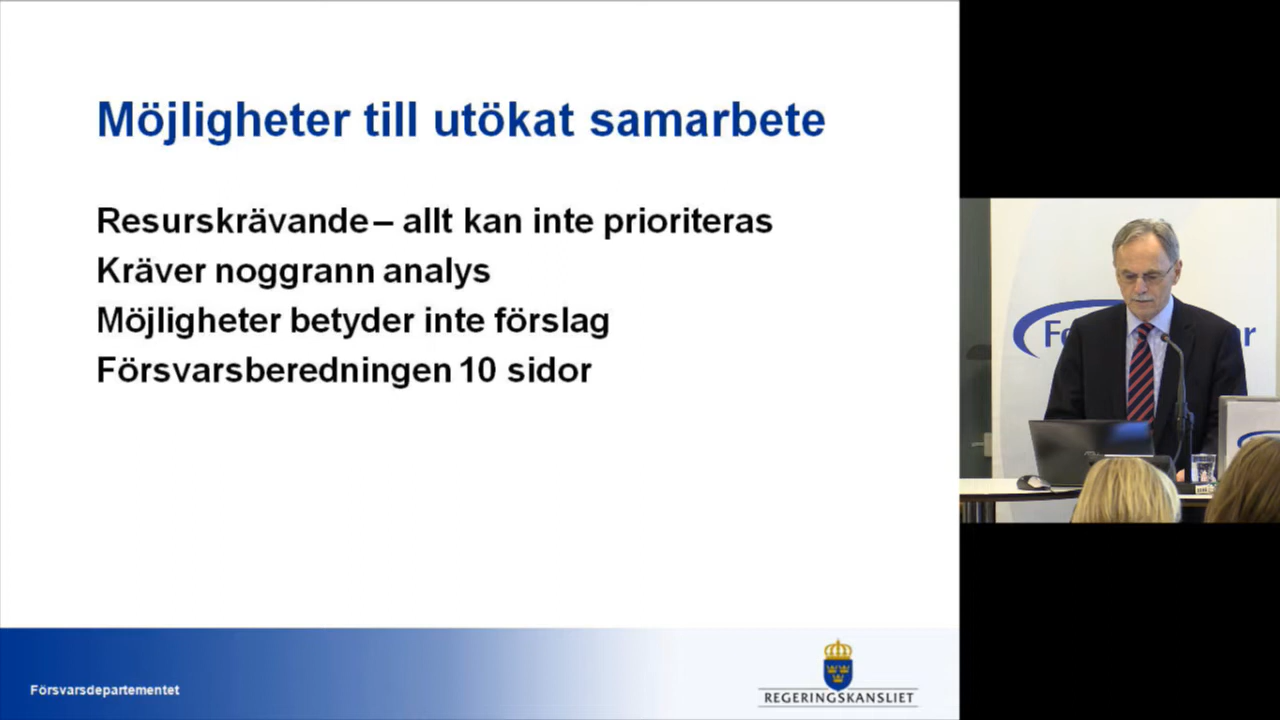 Möjligheter till utökat samarbete
Resurskrävande – allt kan inte prioriteras
Kräver noggrann analys
Möjligheter betyder inte förslag
Försvarsberedningen 10 sidor
Försvarsdepartementet
REGERINGSKANSLIET